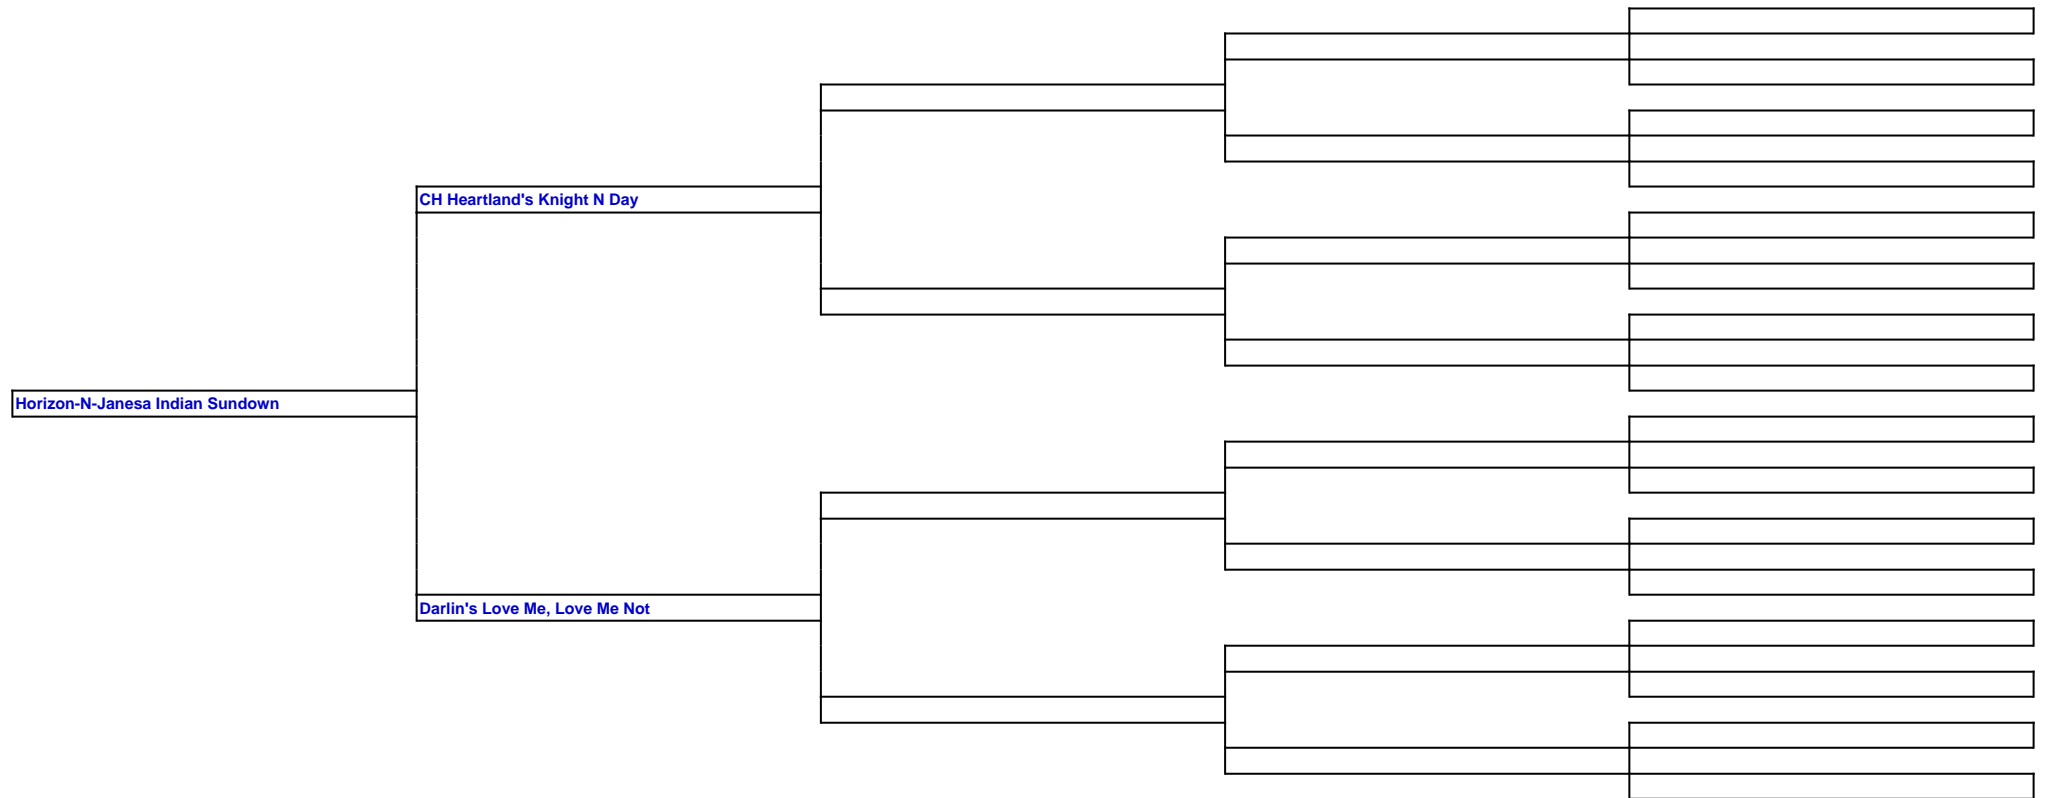 CH Heartland's Knight N Day
Horizon-N-Janesa Indian Sundown
Darlin's Love Me, Love Me Not